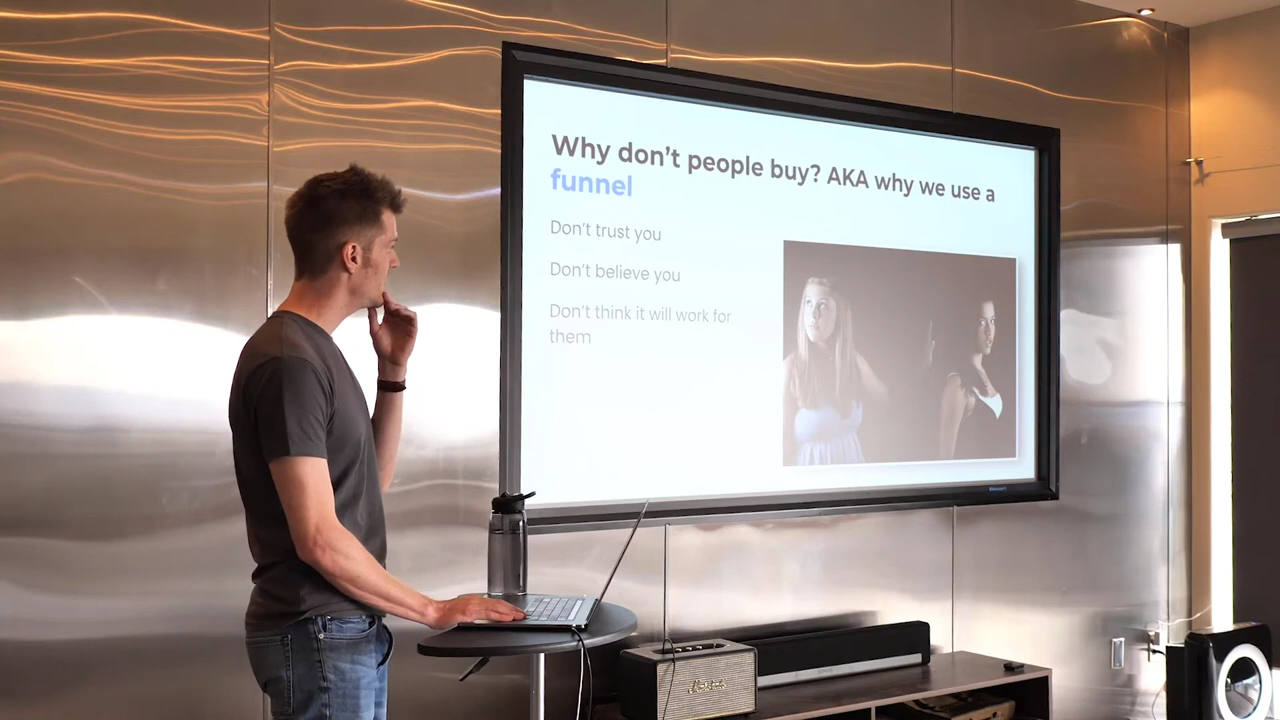 Why don't people buy? AKA why we use a
funnel
Don't trust you
Don't believe you
Don't think it will work for
them
Marshall